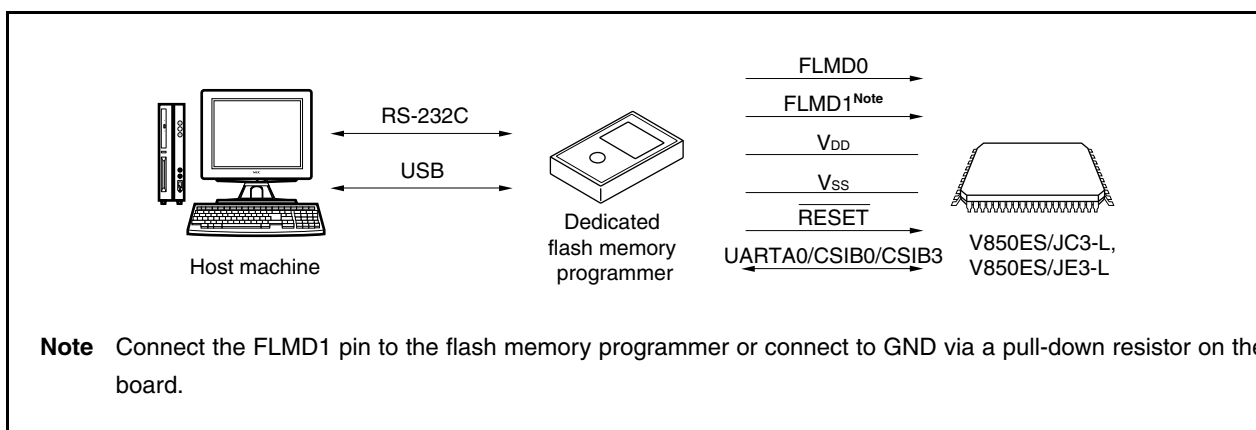 RS-232C
USB
Host machine
Dedicated
flash memory
programmer
FLMD0
FLMD1Note
VDD
VSS
RESET
UARTA0/CSIB0/CSIB3
V850ES/JC3-L,
V850ES/JE3-L
Note Connect the FLMD1 pin to the flash memory programmer or connect to GND via a pull-down resistor on the
board.